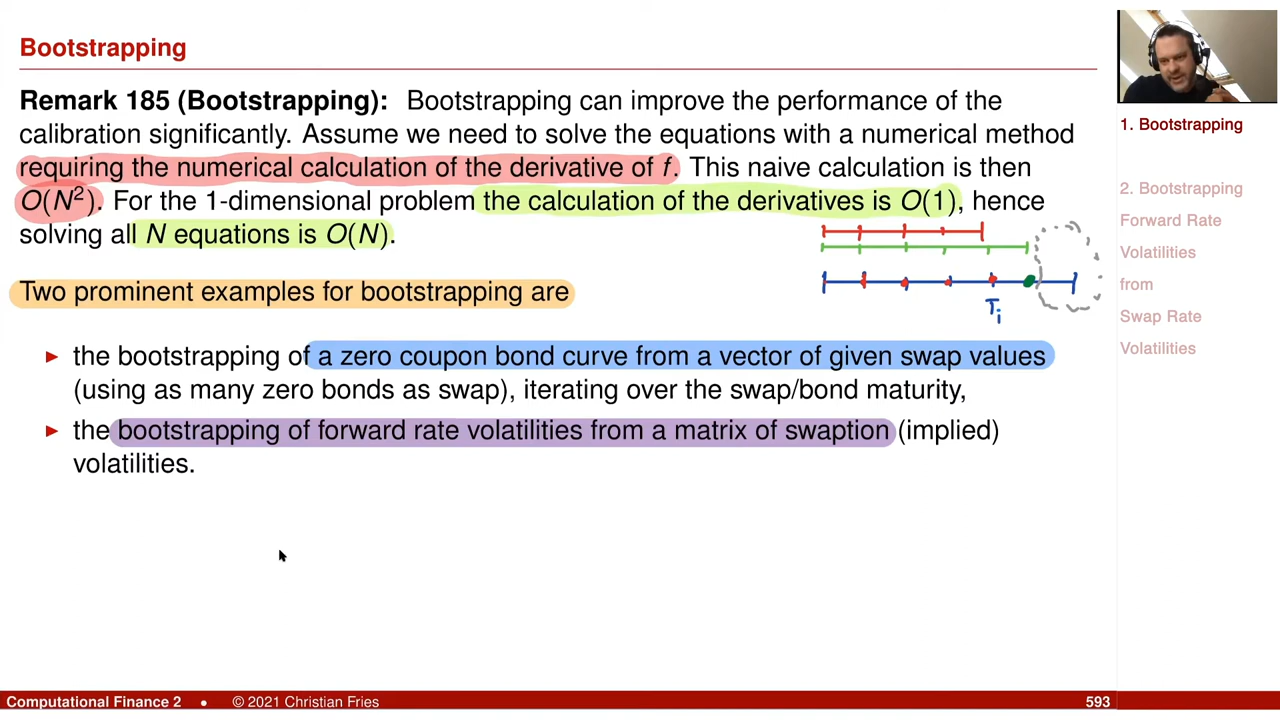 Bootstrapping
Remark 185 (Bootstrapping): Bootstrapping can improve the performance of the
calibration significantly. Assume we need to solve the equations with a numerical method
requiring the numerical calculation of the derivative of f. This naive calculation is then
O(N²). For the 1-dimensional problem the calculation of the derivatives is O(1), hence
solving all N equations is O(N).
Tᵢ
Two prominent examples for bootstrapping are
▶ the bootstrapping of a zero coupon bond curve from a vector of given swap values
(using as many zero bonds as swap), iterating over the swap/bond maturity,
▶ the bootstrapping of forward rate volatilities from a matrix of swaption (implied)
volatilities.
1. Bootstrapping
2. Bootstrapping
Forward Rate
Volatilities
from
Swap Rate
Volatilities
Computational Finance 2 • © 2021 Christian Fries 593